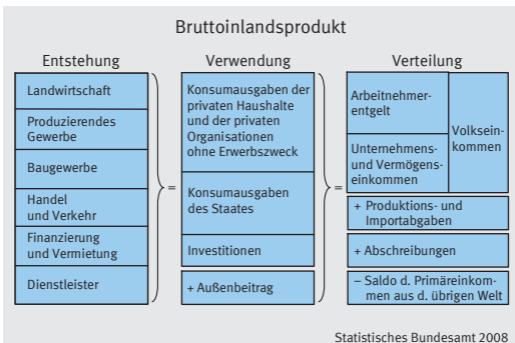 Bruttoinlandsprodukt
Entstehung
Landwirtschaft
Produzierendes
Gewerbe
Baugewerbe
Handel
und Verkehr
Finanzierung
und Vermietung
Dienstleister
=
Verwendung
Konsumausgaben der
privaten Haushalte
und der privaten
Organisationen
ohne Erwerbszweck
Konsumausgaben
des Staates
Investitionen
+ Außenbeitrag
=
Verteilung
Arbeitnehmer-
entgelt
Unternehmens-
und Vermögens-
einkommen
Volksein-
kommen
+ Produktions- und
Importabgaben
+ Abschreibungen
– Saldo d. Primäreinkom-
men aus d. übrigen Welt
Statistisches Bundesamt 2008